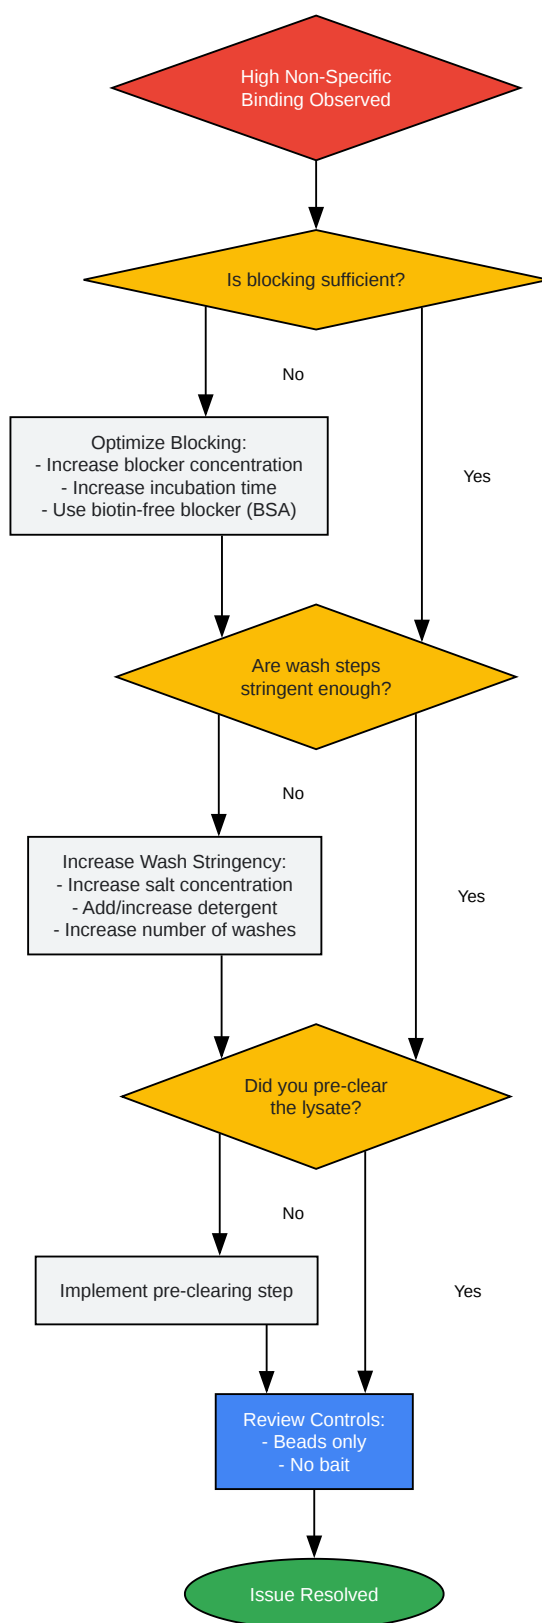 High Non-Specific
Binding Observed
Is blocking sufficient?
No
Optimize Blocking:
- Increase blocker concentration
- Increase incubation time
- Use biotin-free blocker (BSA)
Yes
Are wash steps
stringent enough?
No
Increase Wash Stringency:
- Increase salt concentration
- Add/increase detergent
- Increase number of washes
Yes
Did you pre-clear
the lysate?
No
Implement pre-clearing step
Yes
Review Controls:
- Beads only
- No bait
Issue Resolved